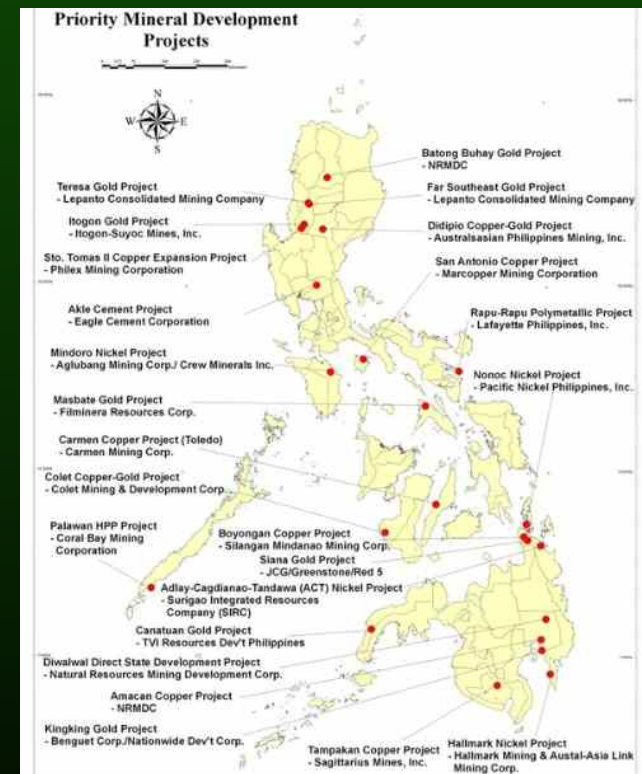 Priority Mineral Development
Projects
N
W
E
S
Batong Buhay Gold Project
- NRMDC
Teresa Gold Project
- Lepanto Consolidated Mining Company
Far Southeast Gold Project
- Lepanto Consolidated Mining Company
Itogon Gold Project
- Itogon-Suyoc Mines, Inc.
Didipio Copper-Gold Project
- Australsasian Philippines Mining, Inc.
Sto. Tomas II Copper Expansion Project
- Philex Mining Corporation
San Antonio Copper Project
- Marcopper Mining Corporation
Akle Cement Project
- Eagle Cement Corporation
Rapu-Rapu Polymetallic Project
- Lafayette Philippines, Inc.
Mindoro Nickel Project
- Aglubang Mining Corp./ Crew Minerals Inc.
Nonoc Nickel Project
- Pacific Nickel Philippines, Inc.
Masbate Gold Project
- Filminera Resources Corp.
Carmen Copper Project (Toledo)
- Carmen Mining Corp.
Colet Copper-Gold Project
- Colet Mining & Development Corp.
Palawan HPP Project
- Coral Bay Mining
Corporation
Boyongan Copper Project
- Silangan Mindanao Mining Corp.
Siana Gold Project
- JCG/Greenstone/Red 5
Adlay-Cagdianao-Tandawa (ACT) Nickel Project
- Surigao Integrated Resources
Company (SIRC)
Canatuan Gold Project
- TVI Resources Dev't Philippines
Diwalwal Direct State Development Project
- Natural Resources Mining Development Corp.
Amacan Copper Project
- NRMDC
Kingking Gold Project
- Benguet Corp./Nationwide Dev't Corp.
Tampakan Copper Project
- Sagittarius Mines, Inc.
Hallmark Nickel Project
- Hallmark Mining & Austal-Asia Link
Mining Corp.